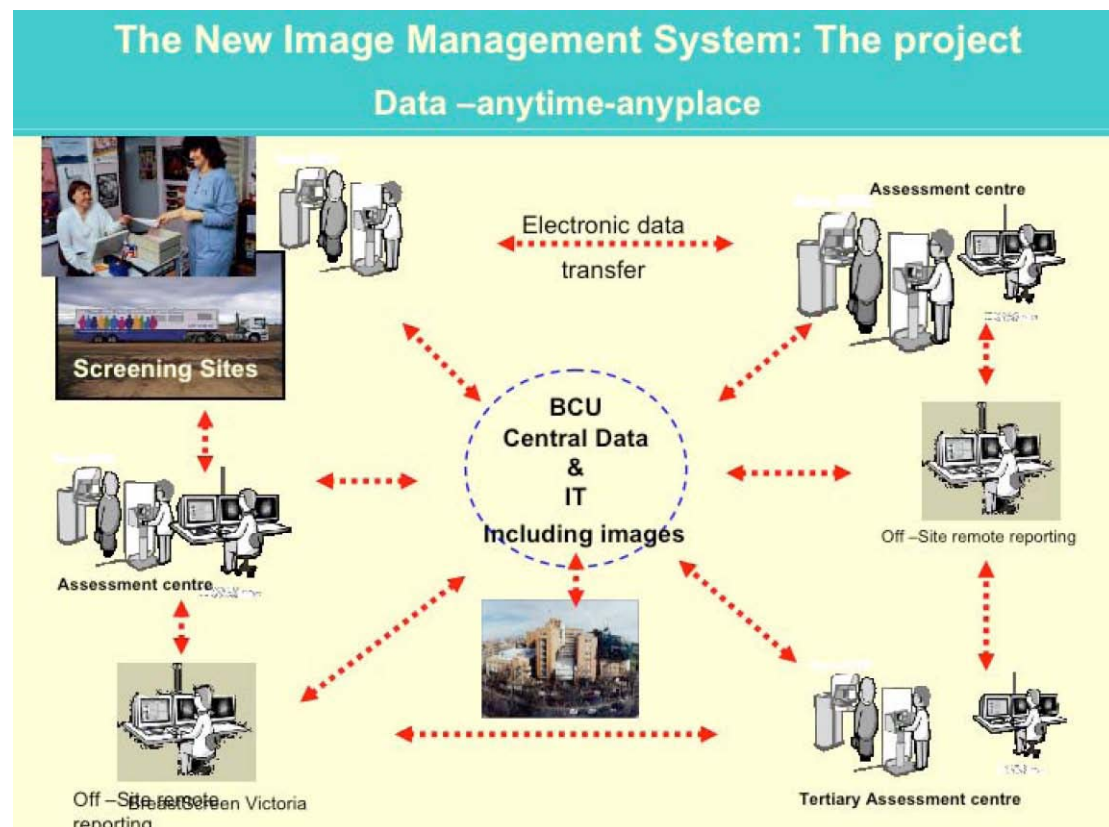 The New Image Management System: The project
Data –anytime-anyplace
Assessment centre
Electronic data
transfer
Screening Sites
BCU
Central Data
&
IT
Including images
Off –Site remote reporting
Assessment centre
Off –Site remote
reporting
BreastScreen Victoria
Tertiary Assessment centre